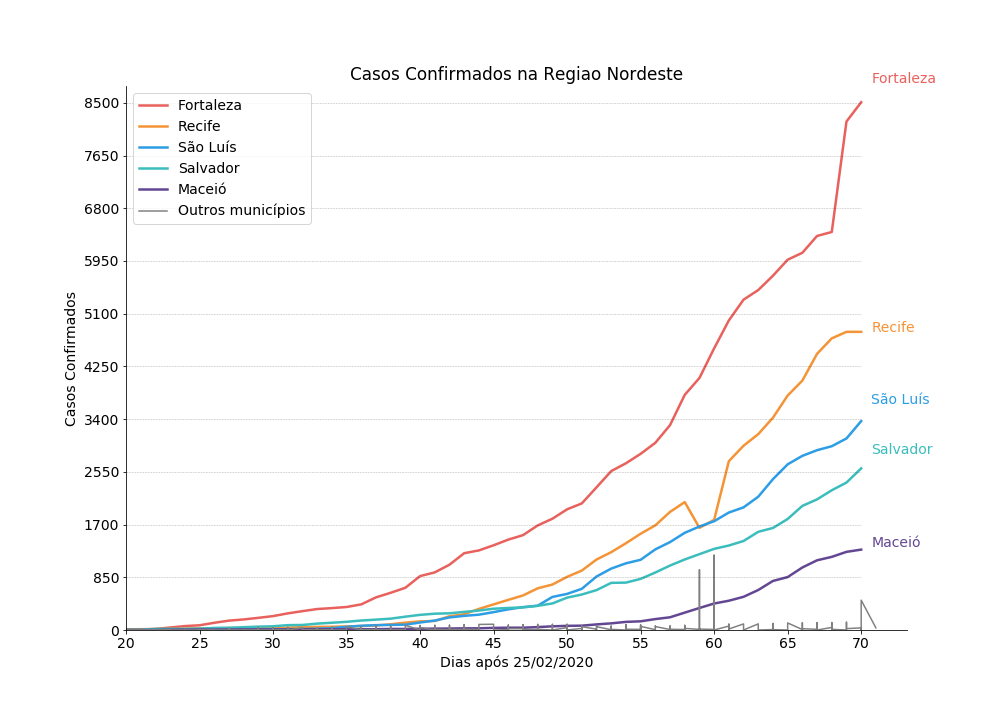 Casos Confirmados na Regiao Nordeste
Fortaleza
Fortaleza
Recife
São Luís
Salvador
Maceió
Outros municípios
8500
7650
6800
5950
5100
4250
3400
2550
1700
850
0
Casos Confirmados
Recife
São Luís
Salvador
Maceió
20 25 30 35 40 45 50 55 60 65 70
Dias após 25/02/2020